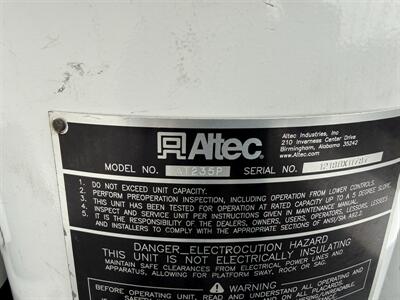 Altec
Altec Industries, Inc
210 Inverness Center Drive
Birmingham, Alabama 35242
www.Altec.com
MODEL NO. AT235P SERIAL NO.
1. DO NOT EXCEED UNIT CAPACITY.
2. PERFORM PREOPERATION INSPECTION, INCLUDING OPERATION FROM LOWER CONTROLS.
3. THIS UNIT HAS BEEN TESTED FOR OPERATION AT RATED CAPACITY UP TO A 5 DEGREE SLOPE.
4. INSPECT AND SERVICE UNIT PER INSTRUCTIONS GIVEN IN MAINTENANCE MANUAL.
5. IT IS THE RESPONSIBILITY OF THE DEALERS, OWNERS, USERS, OPERATORS, LESSORS, LESSEES
AND INSTALLERS TO COMPLY WITH THE APPROPRIATE SECTIONS OF ANSI/SIA A92.2.
DANGER ELECTROCUTION HAZARD
THIS UNIT IS NOT ELECTRICALLY INSULATING
MAINTAIN SAFE CLEARANCES FROM ELECTRICAL POWER LINES AND
APPARATUS. ALLOWING FOR PLATFORM SWAY, ROCK OR SAG.
WARNING
BEFORE OPERATING UNIT, READ AND UNDERSTAND ALL OPERATING AND